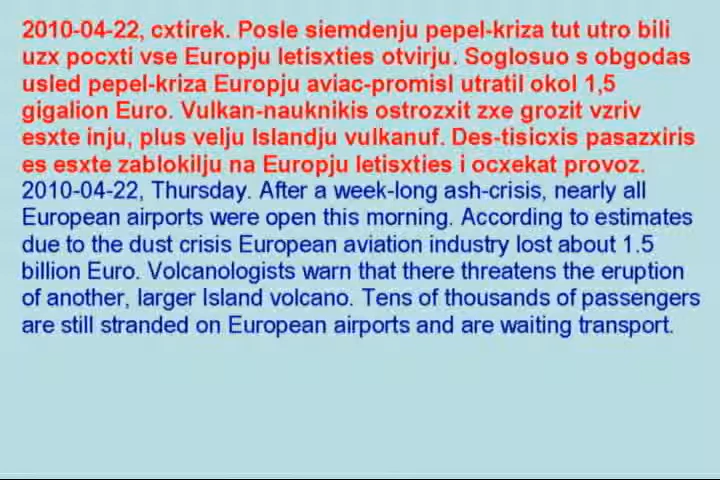 2010-04-22, cxtirek. Posle siemdenju pepel-kriza tut utro bili
uzx pocxti vse Europju letisxties otvirju. Soglosuo s obgodas
usled pepel-kriza Europju aviac-promisl utratil okol 1,5
gigalion Euro. Vulkan-nauknikis ostrozxit zxe grozit vzriv
esxte inju, plus velju Islandju vulkanuf. Des-tisicxis pasazxiris
es esxte zablokilju na Europju letisxties i ocxekat provoz.
2010-04-22, Thursday. After a week-long ash-crisis, nearly all
European airports were open this morning. According to estimates
due to the dust crisis European aviation industry lost about 1.5
billion Euro. Volcanologists warn that there threatens the eruption
of another, larger Island volcano. Tens of thousands of passengers
are still stranded on European airports and are waiting transport.